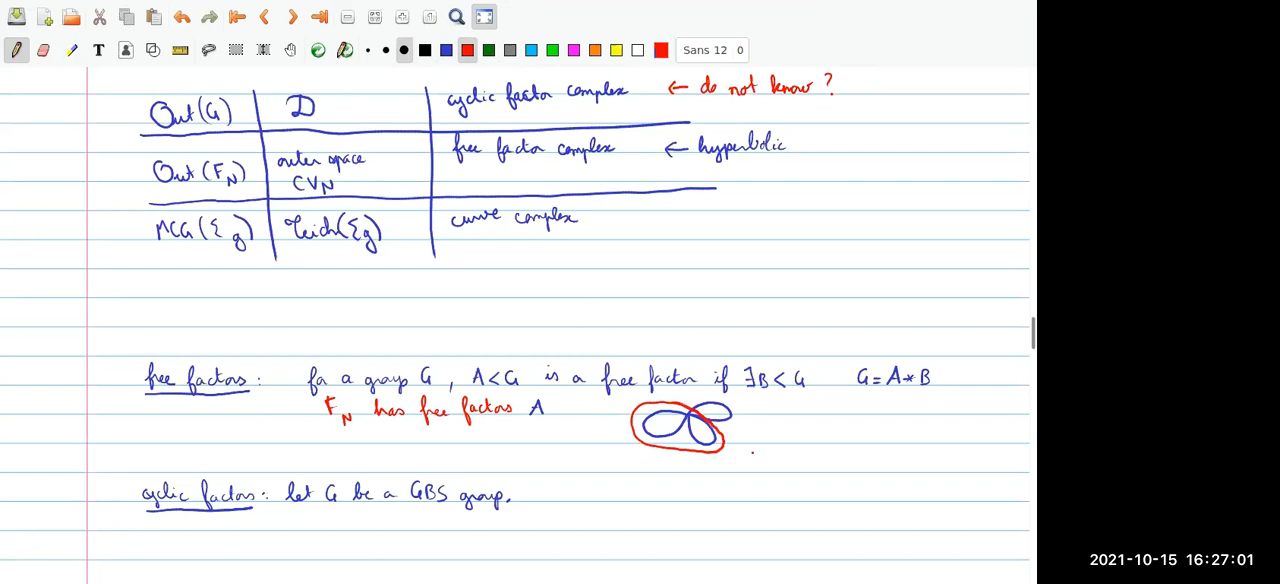 Sans 12 0
Out(G) 𝒟 cyclic factor complex ← do not know ?
Out(F_N) outer space CV_N free factor complex ← hyperbolic
MCG(Σ_g) Teich(Σ_g) curve complex
free factors : for a group G , A<G is a free factor if ∃B<G G=A*B
F_N has free factors A
cyclic factors : let G be a GBS group.
2021-10-15 16:27:01